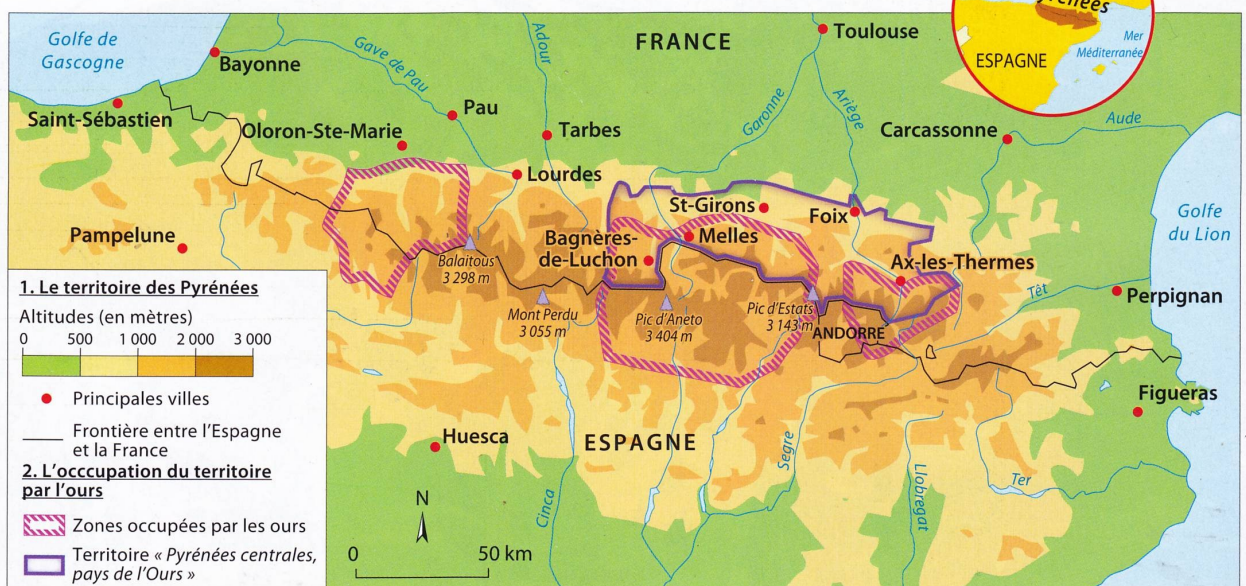 Pyrénées
ESPAGNE
Mer
Méditerranée
Golfe de
Gascogne
Bayonne
Saint-Sébastien
Gave de Pau
Adour
FRANCE
Toulouse
Pau
Oloron-Ste-Marie
Tarbes
Lourdes
Garonne
Ariège
Carcassonne
Aude
Golfe
du Lion
Pampelune
St-Girons
Foix
Melles
Bagnères-
de-Luchon
Ax-les-Thermes
Balaïtous
3 298 m
Mont Perdu
3 055 m
Pic d'Aneto
3 404 m
Pic d'Estats
3 143 m
ANDORRE
Têt
Perpignan
Figueras
Huesca
ESPAGNE
Cinca
Segre
Llobregat
Ter
1. Le territoire des Pyrénées
Altitudes (en mètres)
0 500 1 000 2 000 3 000
Principales villes
Frontière entre l'Espagne
et la France
2. L'occcupation du territoire
par l'ours
Zones occupées par les ours
Territoire « Pyrénées centrales,
pays de l'Ours »
N
0 50 km